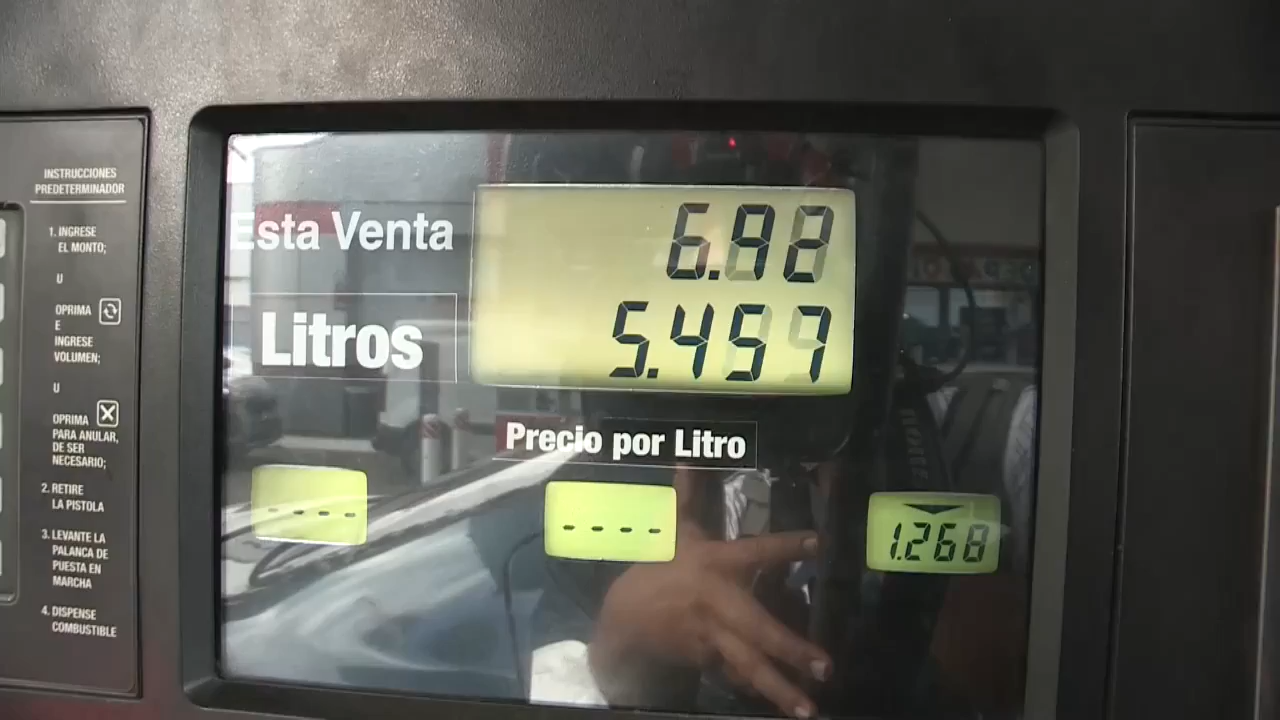 INSTRUCCIONES
PREDETERMINADOR
1. INGRESE
EL MONTO;
U
OPRIMA
E
INGRESE
VOLUMEN;
U
OPRIMA
PARA ANULAR,
DE SER
NECESARIO;
2. RETIRE
LA PISTOLA
3. LEVANTE LA
PALANCA DE
PUESTA EN
MARCHA
4. DISPENSE
COMBUSTIBLE
Esta Venta
6.92
Litros
5.457
Precio por Litro
- - - -
- - - -
1.268